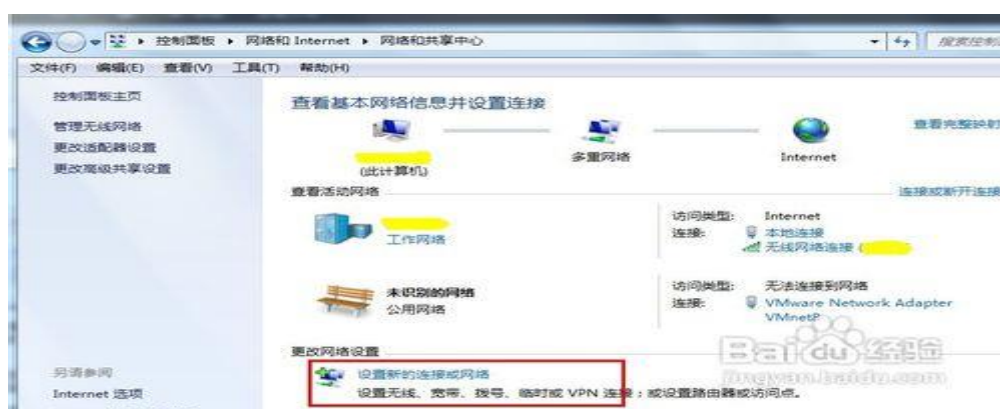 控制面板 ▸ 网络和 Internet ▸ 网络和共享中心
文件(F) 编辑(E) 查看(V) 工具(T) 帮助(H)
控制面板主页
管理无线网络
更改适配器设置
更改高级共享设置
另请参阅
Internet 选项
查看基本网络信息并设置连接
查看完整映射
(此计算机)
多重网络
Internet
查看活动网络
连接或断开连接
工作网络
访问类型: Internet
连接: 本地连接
无线网络连接 (
未识别的网络
公用网络
访问类型: 无法连接到网络
连接: VMware Network Adapter
VMnet8
更改网络设置
设置新的连接或网络
设置无线、宽带、拨号、临时或 VPN 连接；或设置路由器或访问点。
Baidu 经验
jingyan.baidu.com